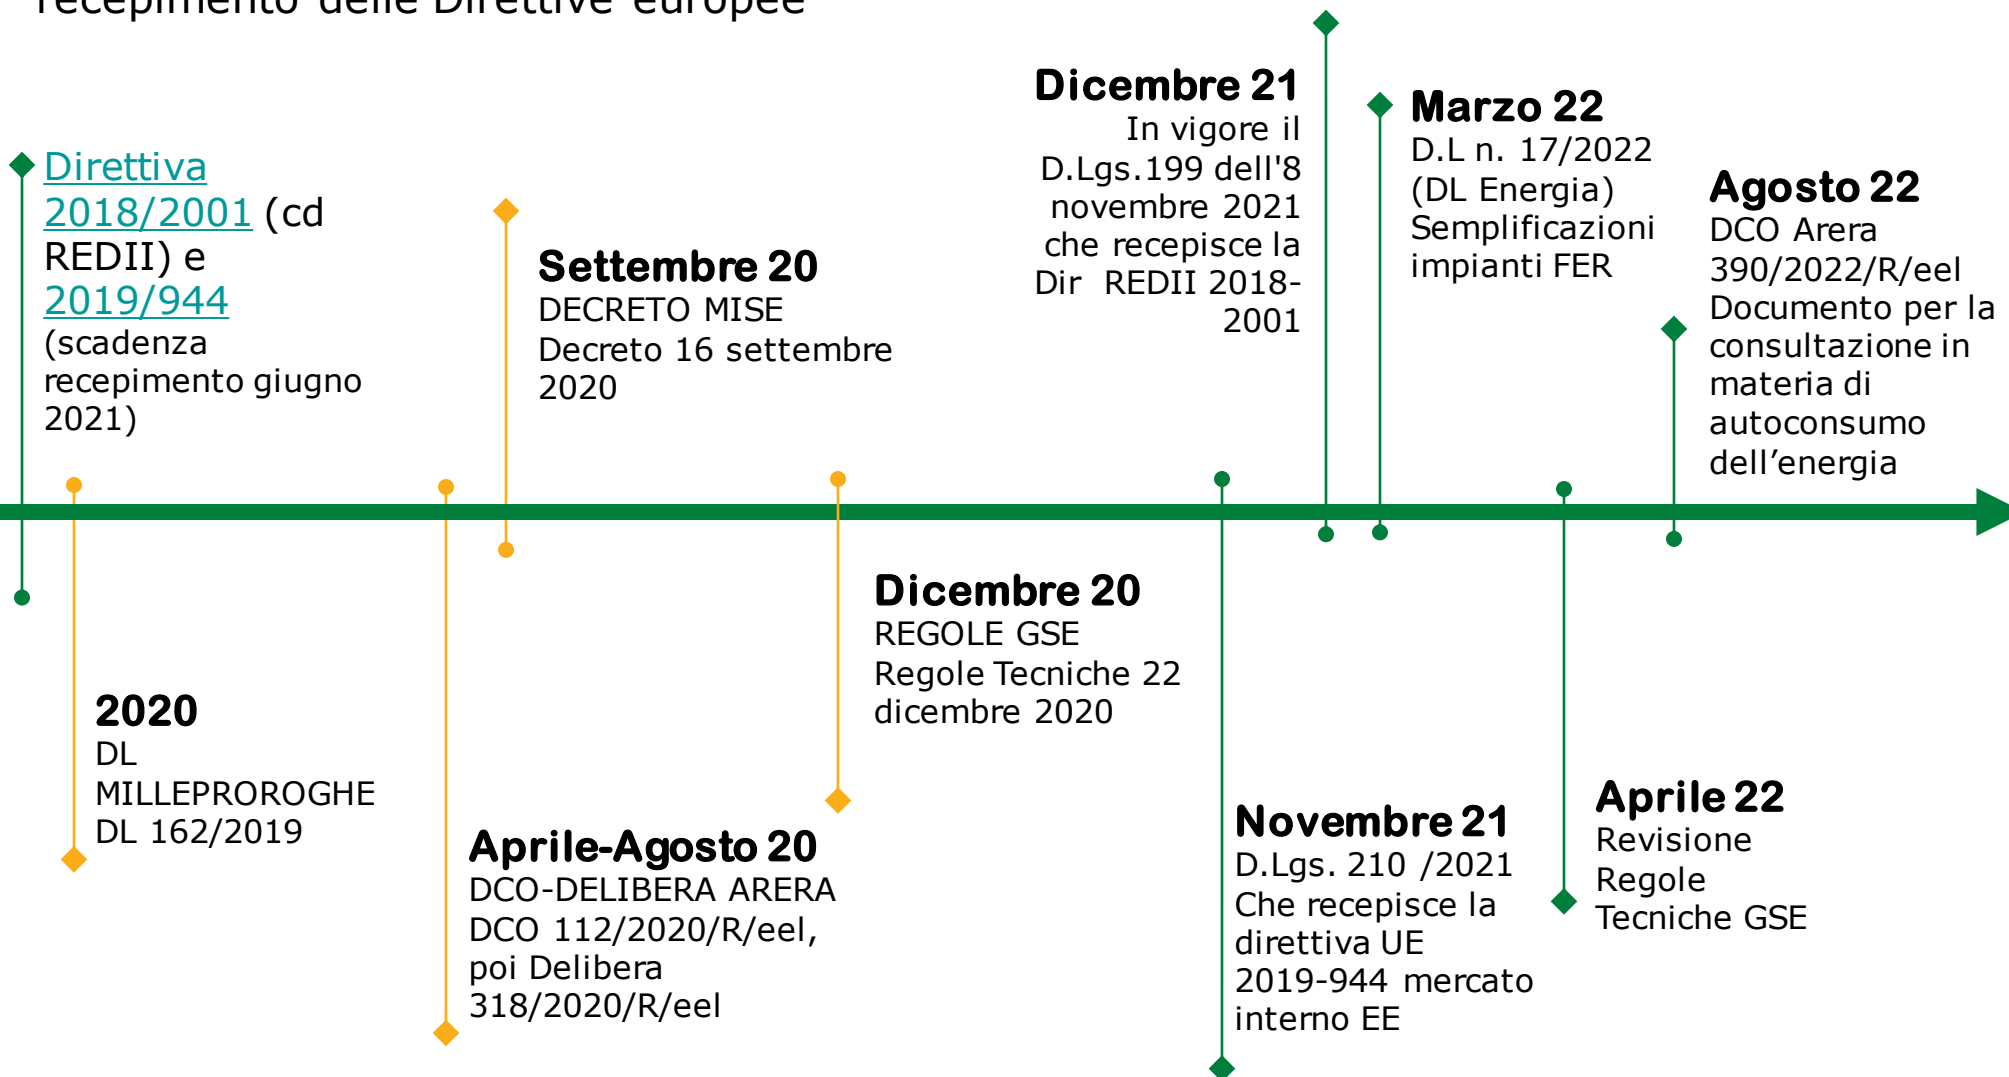 recepimento delle Direttive europee
Direttiva
2018/2001 (cd
REDII) e
2019/944
(scadenza
recepimento giugno
2021)
2020
DL
MILLEPROROGHE
DL 162/2019
Aprile-Agosto 20
DCO-DELIBERA ARERA
DCO 112/2020/R/eel,
poi Delibera
318/2020/R/eel
Settembre 20
DECRETO MISE
Decreto 16 settembre
2020
Dicembre 20
REGOLE GSE
Regole Tecniche 22
dicembre 2020
Novembre 21
D.Lgs. 210 /2021
Che recepisce la
direttiva UE
2019-944 mercato
interno EE
Dicembre 21
In vigore il
D.Lgs.199 dell'8
novembre 2021
che recepisce la
Dir REDII 2018-
2001
Marzo 22
D.L n. 17/2022
(DL Energia)
Semplificazioni
impianti FER
Aprile 22
Revisione
Regole
Tecniche GSE
Agosto 22
DCO Arera
390/2022/R/eel
Documento per la
consultazione in
materia di
autoconsumo
dell’energia